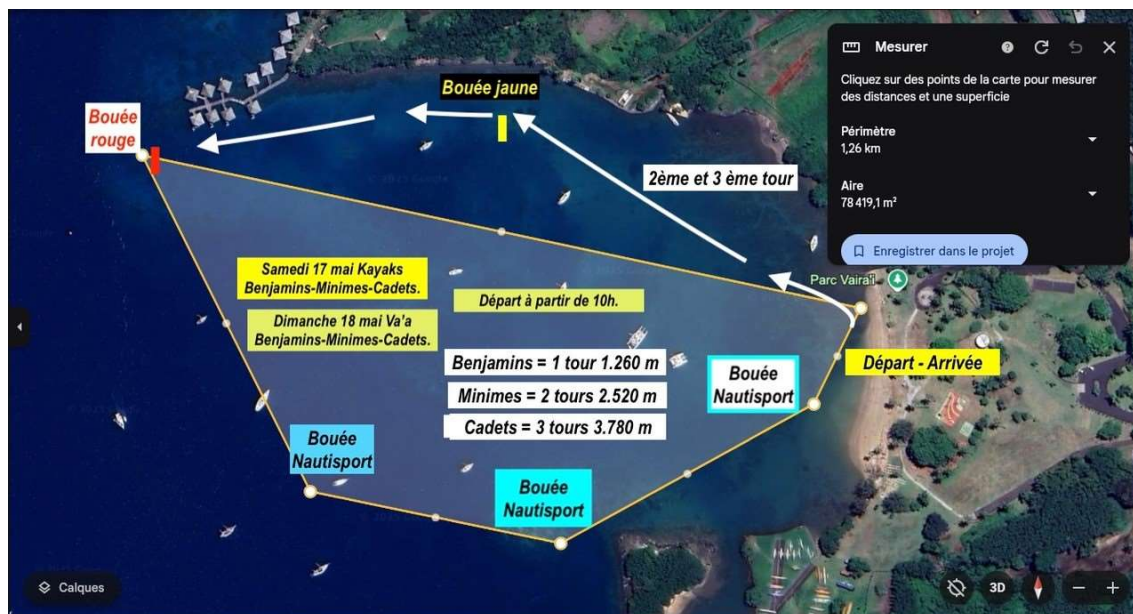 Mesurer
Cliquez sur des points de la carte pour mesurer
des distances et une superficie
Périmètre
1,26 km
Aire
78 419,1 m²
Enregistrer dans le projet
Bouée jaune
Bouée
rouge
2ème et 3 ème tour
Parc Vaira'i
Samedi 17 mai Kayaks
Benjamins-Minimes-Cadets.
Départ à partir de 10h.
Dimanche 18 mai Va'a
Benjamins-Minimes-Cadets.
Benjamins = 1 tour 1.260 m
Minimes = 2 tours 2.520 m
Cadets = 3 tours 3.780 m
Départ - Arrivée
Bouée
Nautisport
Bouée
Nautisport
Bouée
Nautisport
Calques
3D